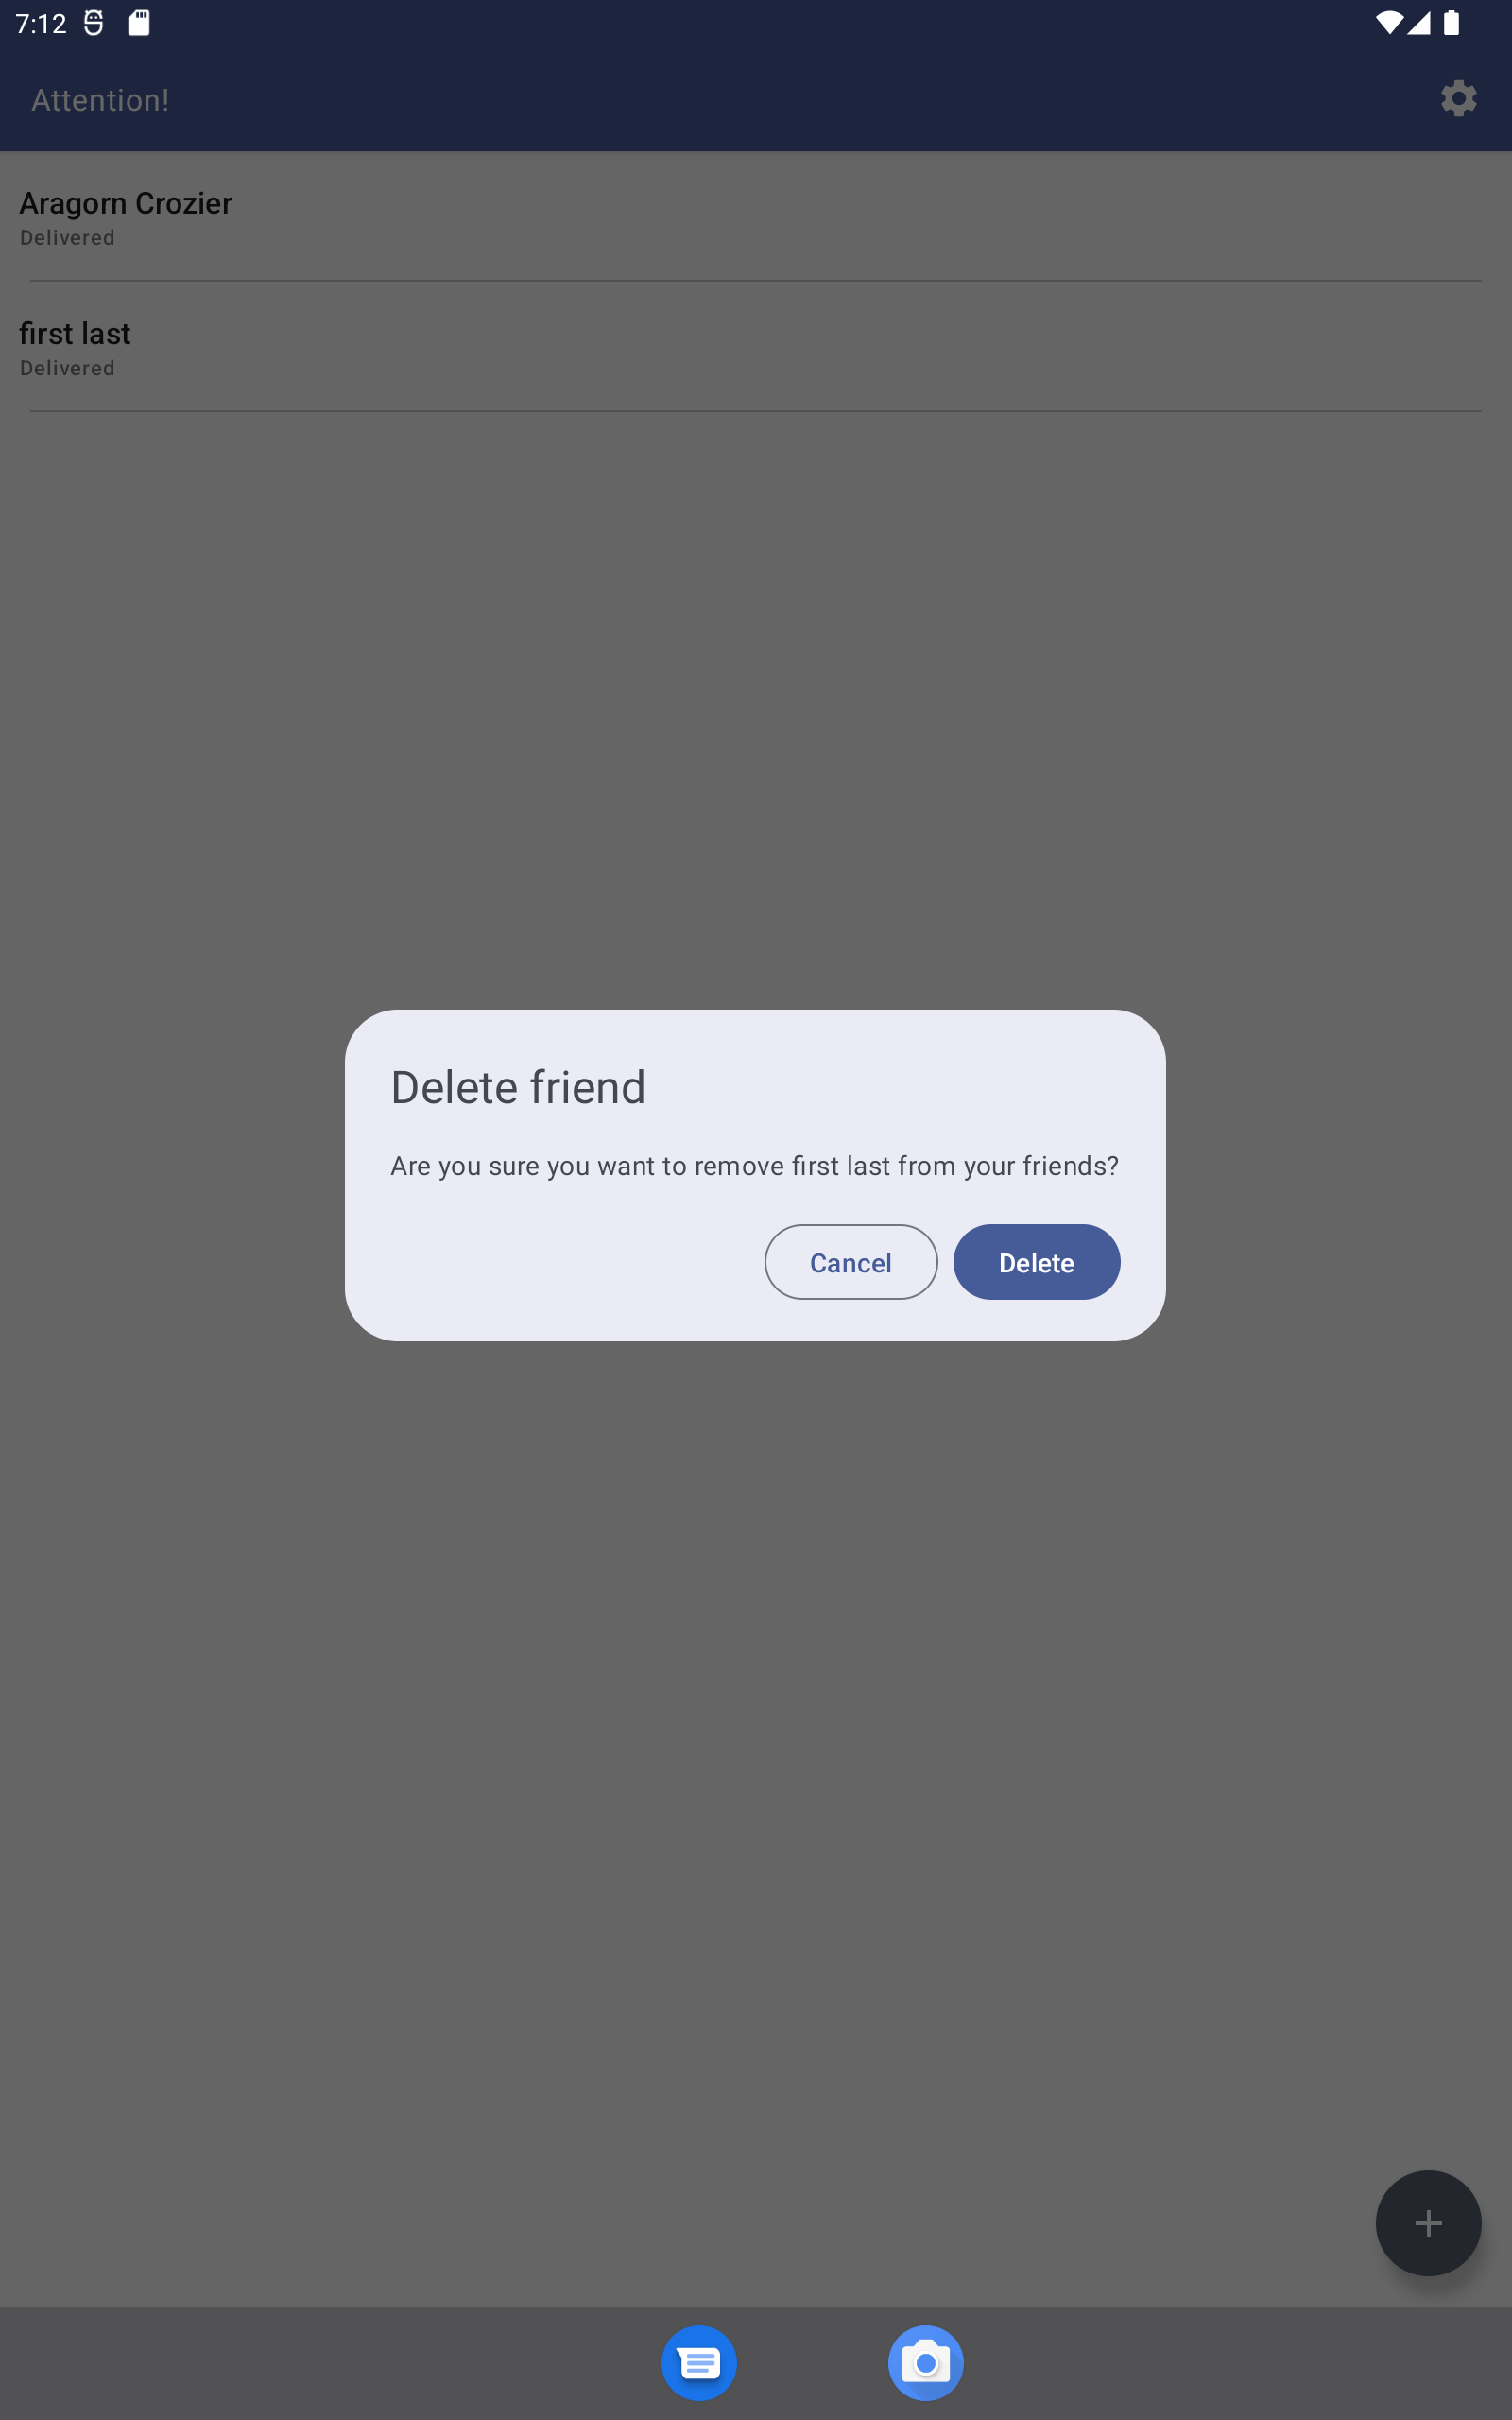 7:12
Attention!
Aragorn Crozier
Delivered
first last
Delivered
Delete friend
Are you sure you want to remove first last from your friends?
Cancel
Delete